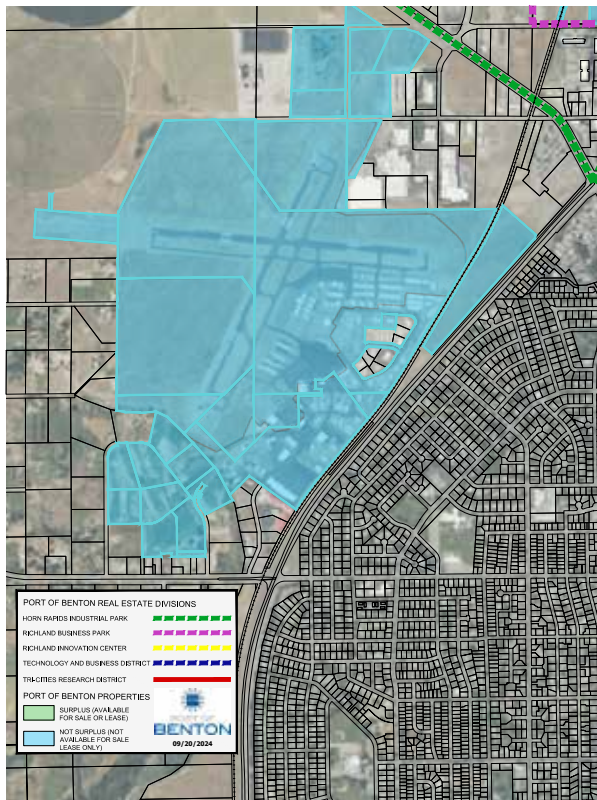 PORT OF BENTON REAL ESTATE DIVISIONS
HORN RAPIDS INDUSTRIAL PARK
RICHLAND BUSINESS PARK
RICHLAND INNOVATION CENTER
TECHNOLOGY AND BUSINESS DISTRICT
TRI-CITIES RESEARCH DISTRICT
PORT OF BENTON PROPERTIES
SURPLUS (AVAILABLE
FOR SALE OR LEASE)
NOT SURPLUS (NOT
AVAILABLE FOR SALE
LEASE ONLY)
PORT OF
BENTON
09/20/2024